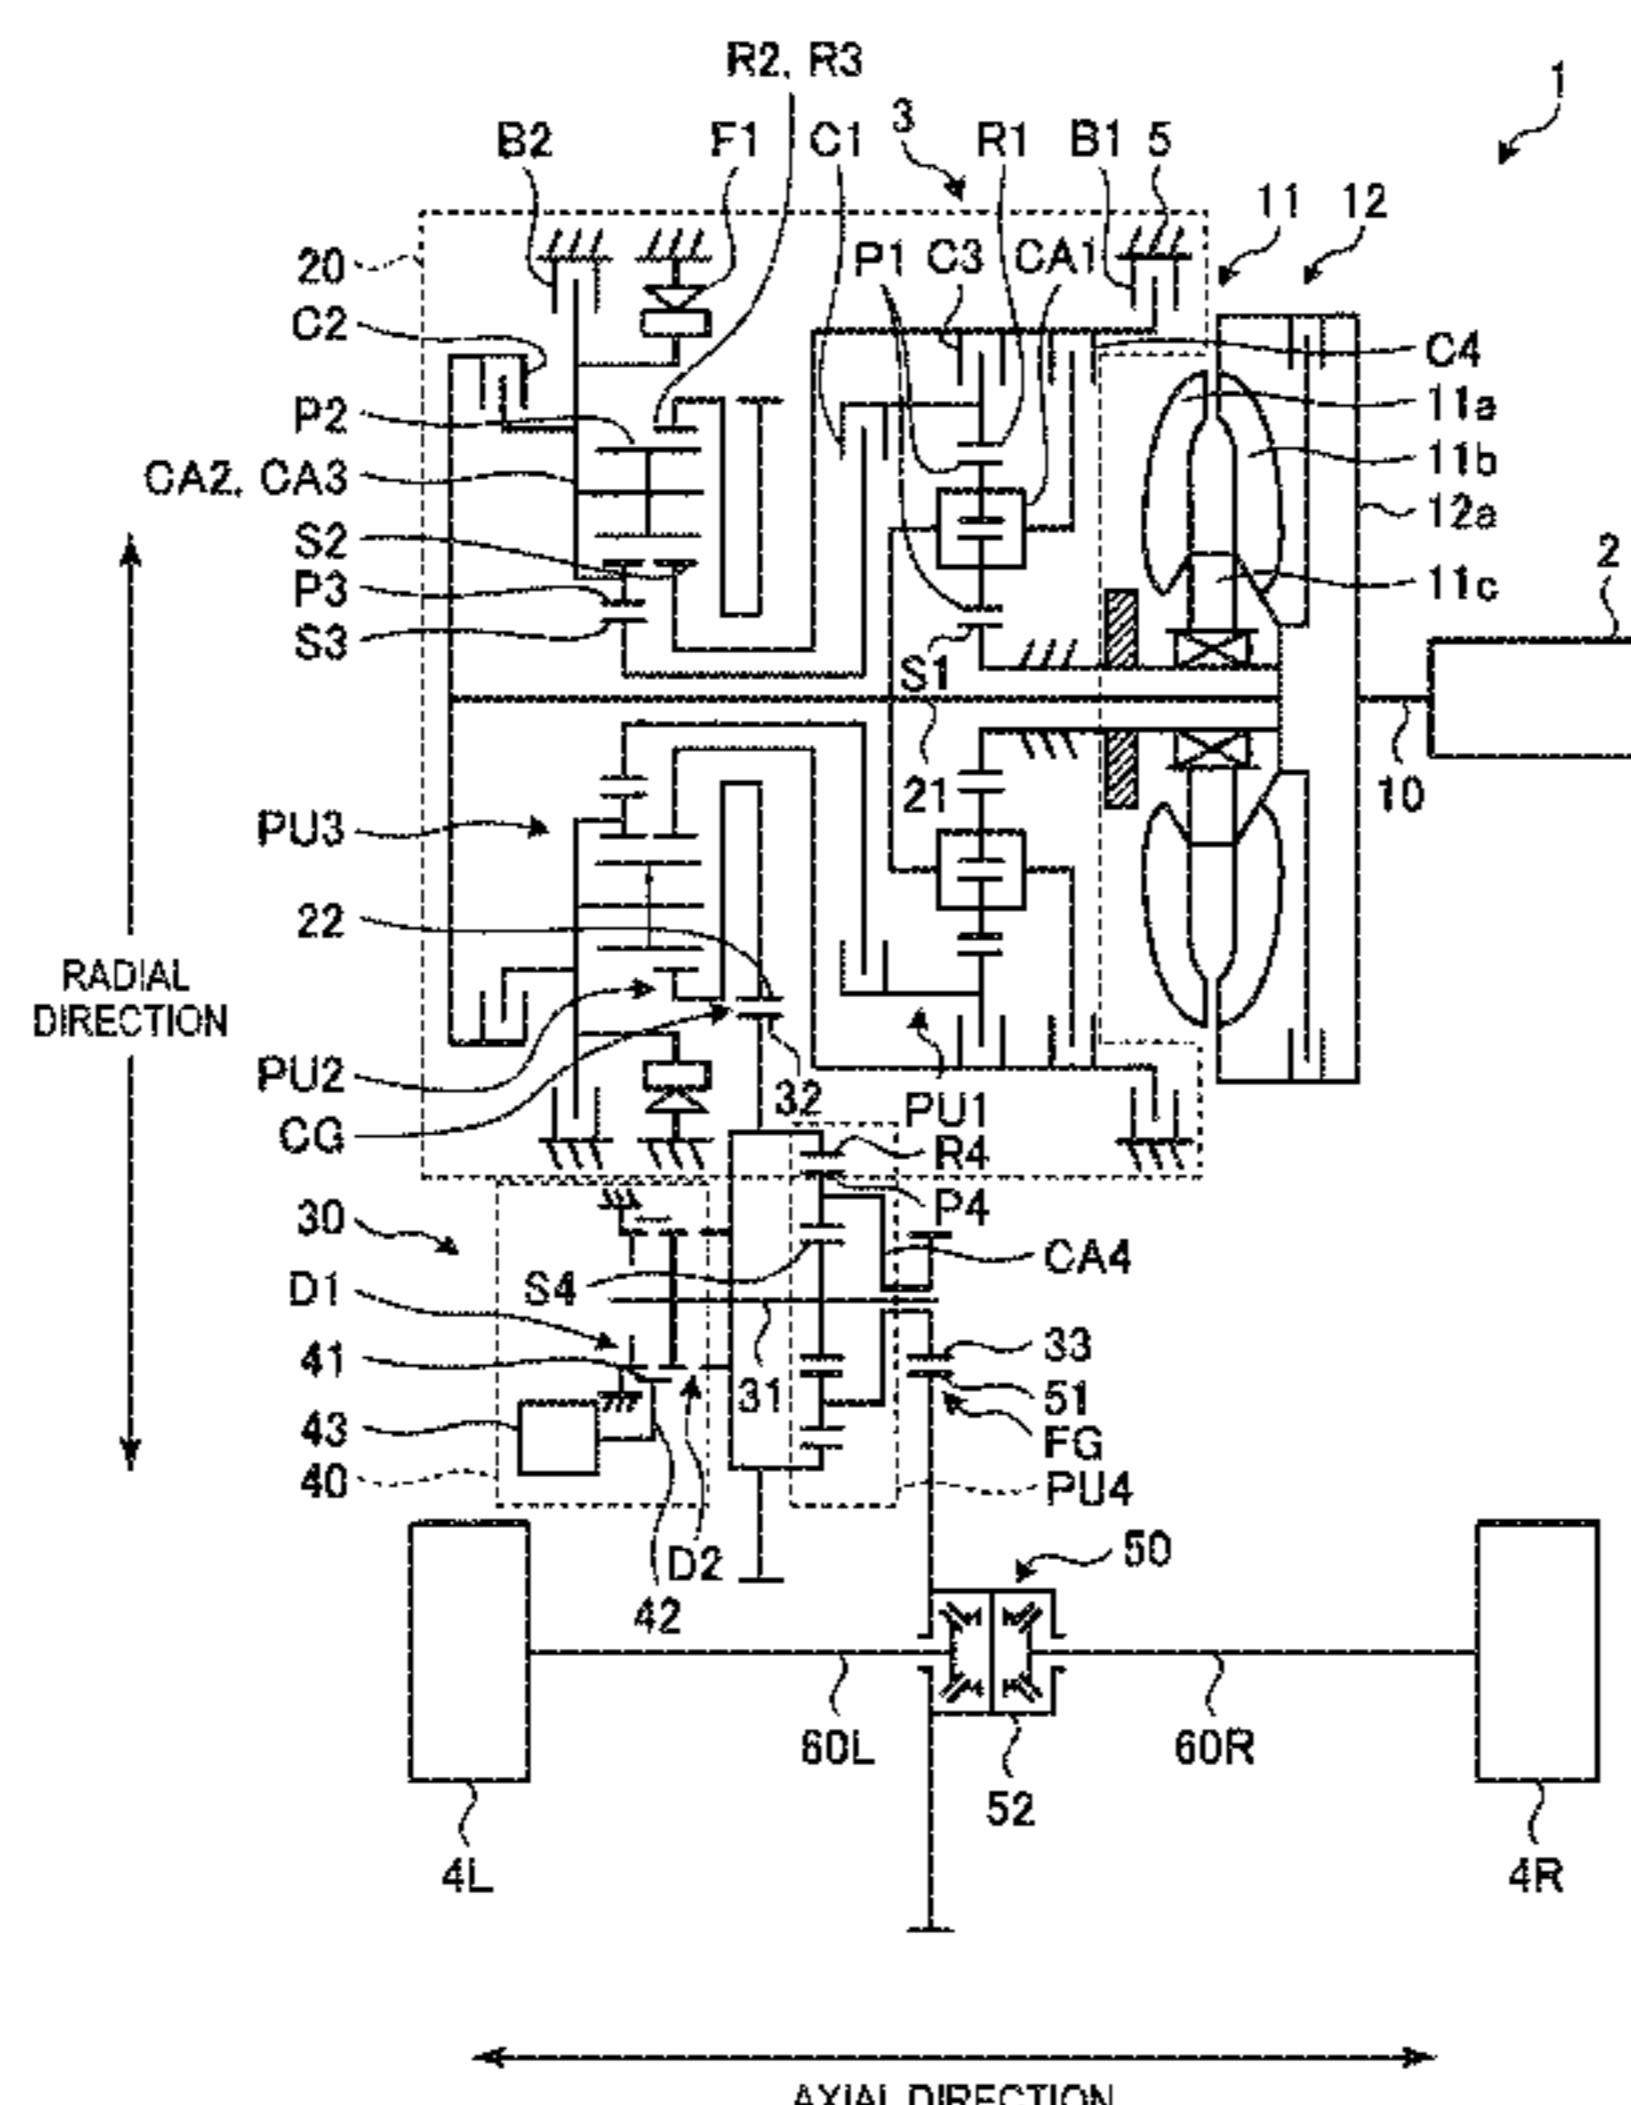 R2, R3
1
3
B2
F1
C1
R1
B1
5
11
12
20
P1
C3
CA1
C2
C4
P2
11a
CA2, CA3
11b
12a
S2
2
P3
11c
S3
S1
21
10
PU3
22
RADIAL
DIRECTION
PU2
32
PU1
CG
R4
30
P4
CA4
D1
S4
41
33
31
51
43
FG
40
PU4
D2
50
42
60L
60R
52
4L
4R
AXIAL DIRECTION